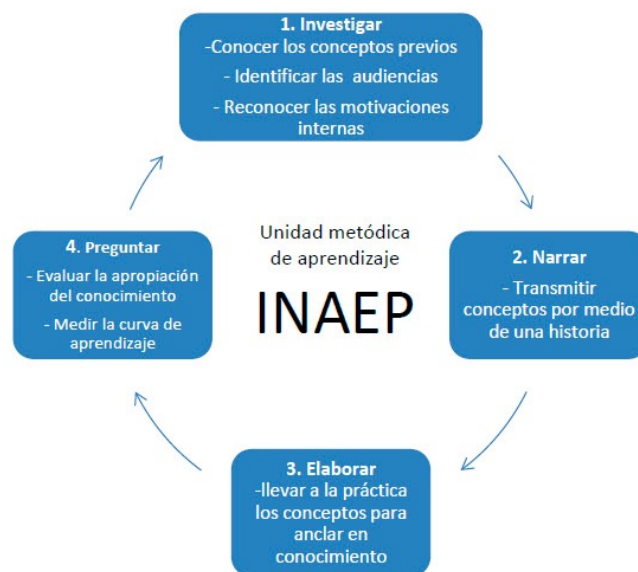 1. Investigar
-Conocer los conceptos previos
- Identificar las audiencias
- Reconocer las motivaciones
internas
Unidad metódica
de aprendizaje
INAEP
2. Narrar
- Transmitir
conceptos por medio
de una historia
3. Elaborar
-llevar a la práctica
los conceptos para
anclar en
conocimiento
4. Preguntar
- Evaluar la apropiación
del conocimiento
- Medir la curva de
aprendizaje